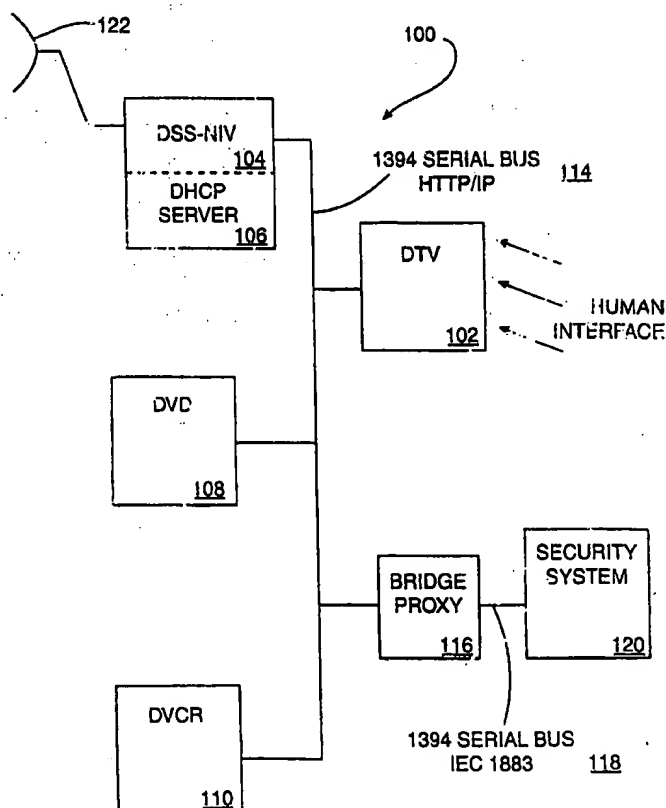 122
100
DSS-NIV
104
DHCP
SERVER
106
1394 SERIAL BUS
HTTP/IP
114
DTV
102
HUMAN
INTERFACE
DVD
108
BRIDGE
PROXY
116
SECURITY
SYSTEM
120
DVCR
110
1394 SERIAL BUS
IEC 1883
118